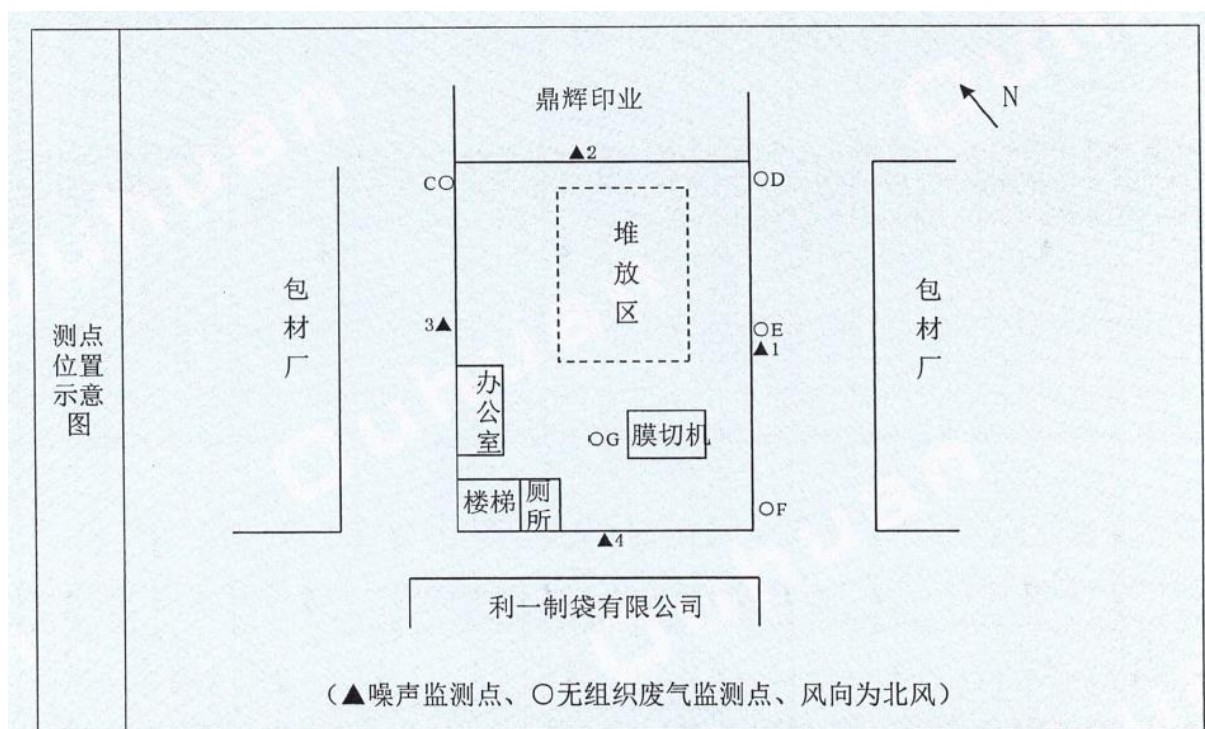 鼎辉印业
N
▲2
C○
○D
堆放区
包材厂
包材厂
测点位置示意图
3▲
○E
▲1
办公室
○G
膜切机
楼梯
厕所
○F
▲4
利一制袋有限公司
（▲噪声监测点、○无组织废气监测点、风向为北风）